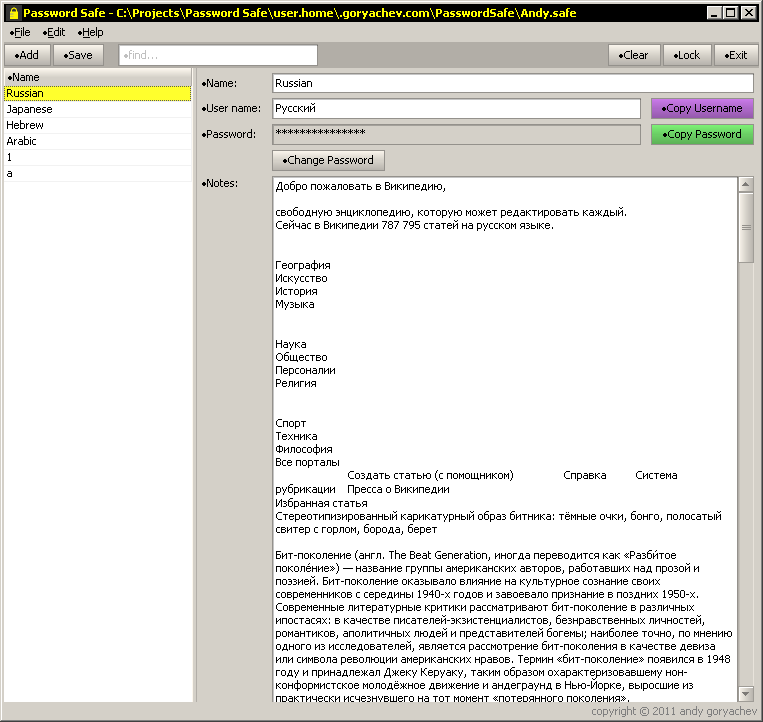 Password Safe - C:\Projects\Password Safe\user.home\.goryachev.com\PasswordSafe\Andy.safe
◆File ◆Edit ◆Help
◆Add ◆Save ◆find... ◆Clear ◆Lock ◆Exit
◆Name
Russian
Japanese
Hebrew
Arabic
1
a
◆Name: Russian
◆User name: Русский ◆Copy Username
◆Password: *************** ◆Copy Password
◆Change Password
◆Notes:
Добро пожаловать в Википедию,
свободную энциклопедию, которую может редактировать каждый.
Сейчас в Википедии 787 795 статей на русском языке.
География
Искусство
История
Музыка
Наука
Общество
Персоналии
Религия
Спорт
Техника
Философия
Все порталы
Создать статью (с помощником) Справка Система
рубрикации Пресса о Википедии
Избранная статья
Стереотипизированный карикатурный образ битника: тёмные очки, бонго, полосатый
свитер с горлом, борода, берет
Бит-поколение (англ. The Beat Generation, иногда переводится как «Разби́тое
поколе́ние») — название группы американских авторов, работавших над прозой и
поэзией. Бит-поколение оказывало влияние на культурное сознание своих
современников с середины 1940-х годов и завоевало признание в поздних 1950-х.
Современные литературные критики рассматривают бит-поколение в различных
ипостасях: в качестве писателей-экзистенциалистов, безнравственных личностей,
романтиков, аполитичных людей и представителей богемы; наиболее точно, по мнению
одного из исследователей, является рассмотрение бит-поколения в качестве девиза
или символа революции американских нравов. Термин «бит-поколение» появился в 1948
году и принадлежал Джеку Керуаку, таким образом охарактеризовавшему нон-
конформистское молодёжное движение и андеграунд в Нью-Йорке, выросшие из
практически исчезнувшего на тот момент «потерянного поколения».
copyright © 2011 andy goryachev